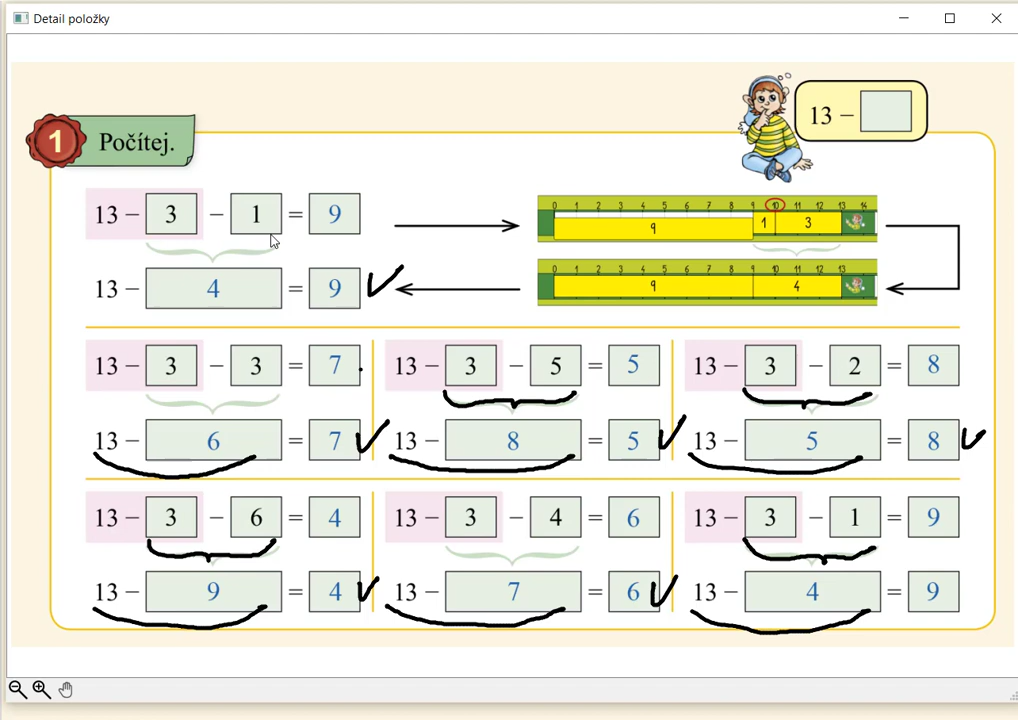 Detail položky
13 −
1 Počítej.
13 − 3 − 1 = 9
0 1 2 3 4 5 6 7 8 9 10 11 12 13 14
9 1 3
13 − 4 = 9
0 1 2 3 4 5 6 7 8 9 10 11 12 13
9 4
13 − 3 − 3 = 7 13 − 3 − 5 = 5 13 − 3 − 2 = 8
13 − 6 = 7 13 − 8 = 5 13 − 5 = 8
13 − 3 − 6 = 4 13 − 3 − 4 = 6 13 − 3 − 1 = 9
13 − 9 = 4 13 − 7 = 6 13 − 4 = 9